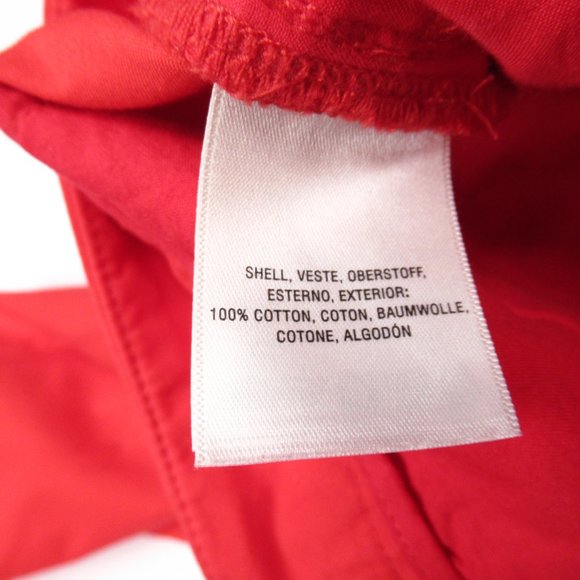 SHELL, VESTE, OBERSTOFF,
ESTERNO, EXTERIOR:
100% COTTON, COTON, BAUMWOLLE,
COTONE, ALGODÓN